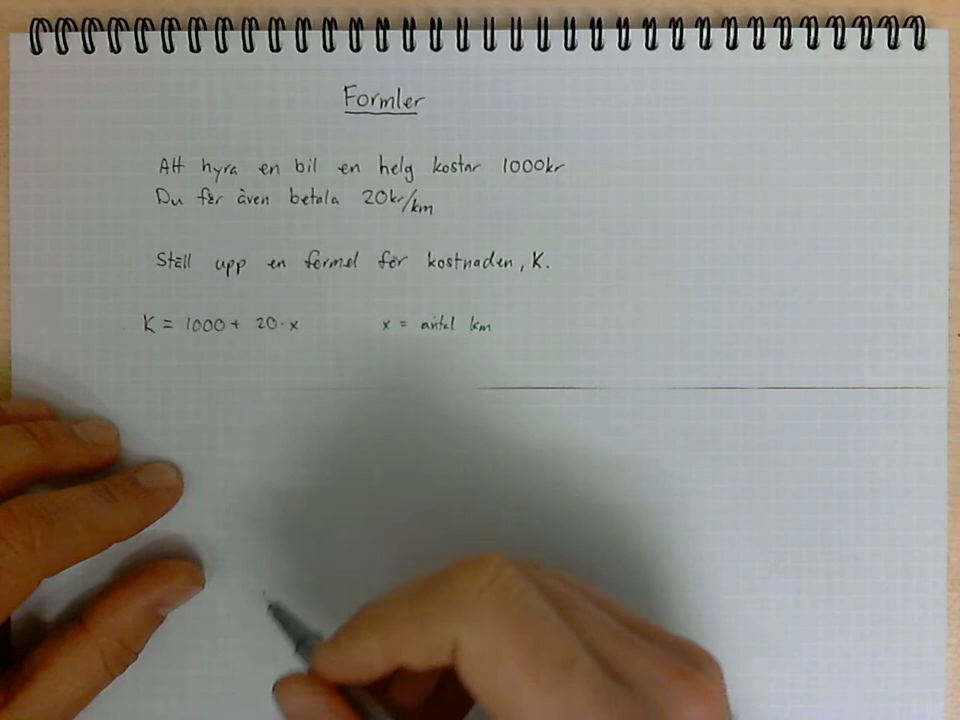 Formler
Att hyra en bil en helg kostar 1000kr
Du får även betala 20kr/km
Ställ upp en formel för kostnaden, K.
K = 1000 + 20·x x = antal km